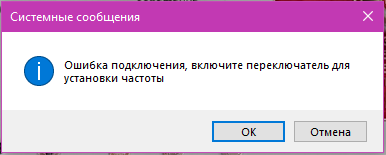 Системные сообщения
Ошибка подключения, включите переключатель для
установки частоты
OK
Отмена